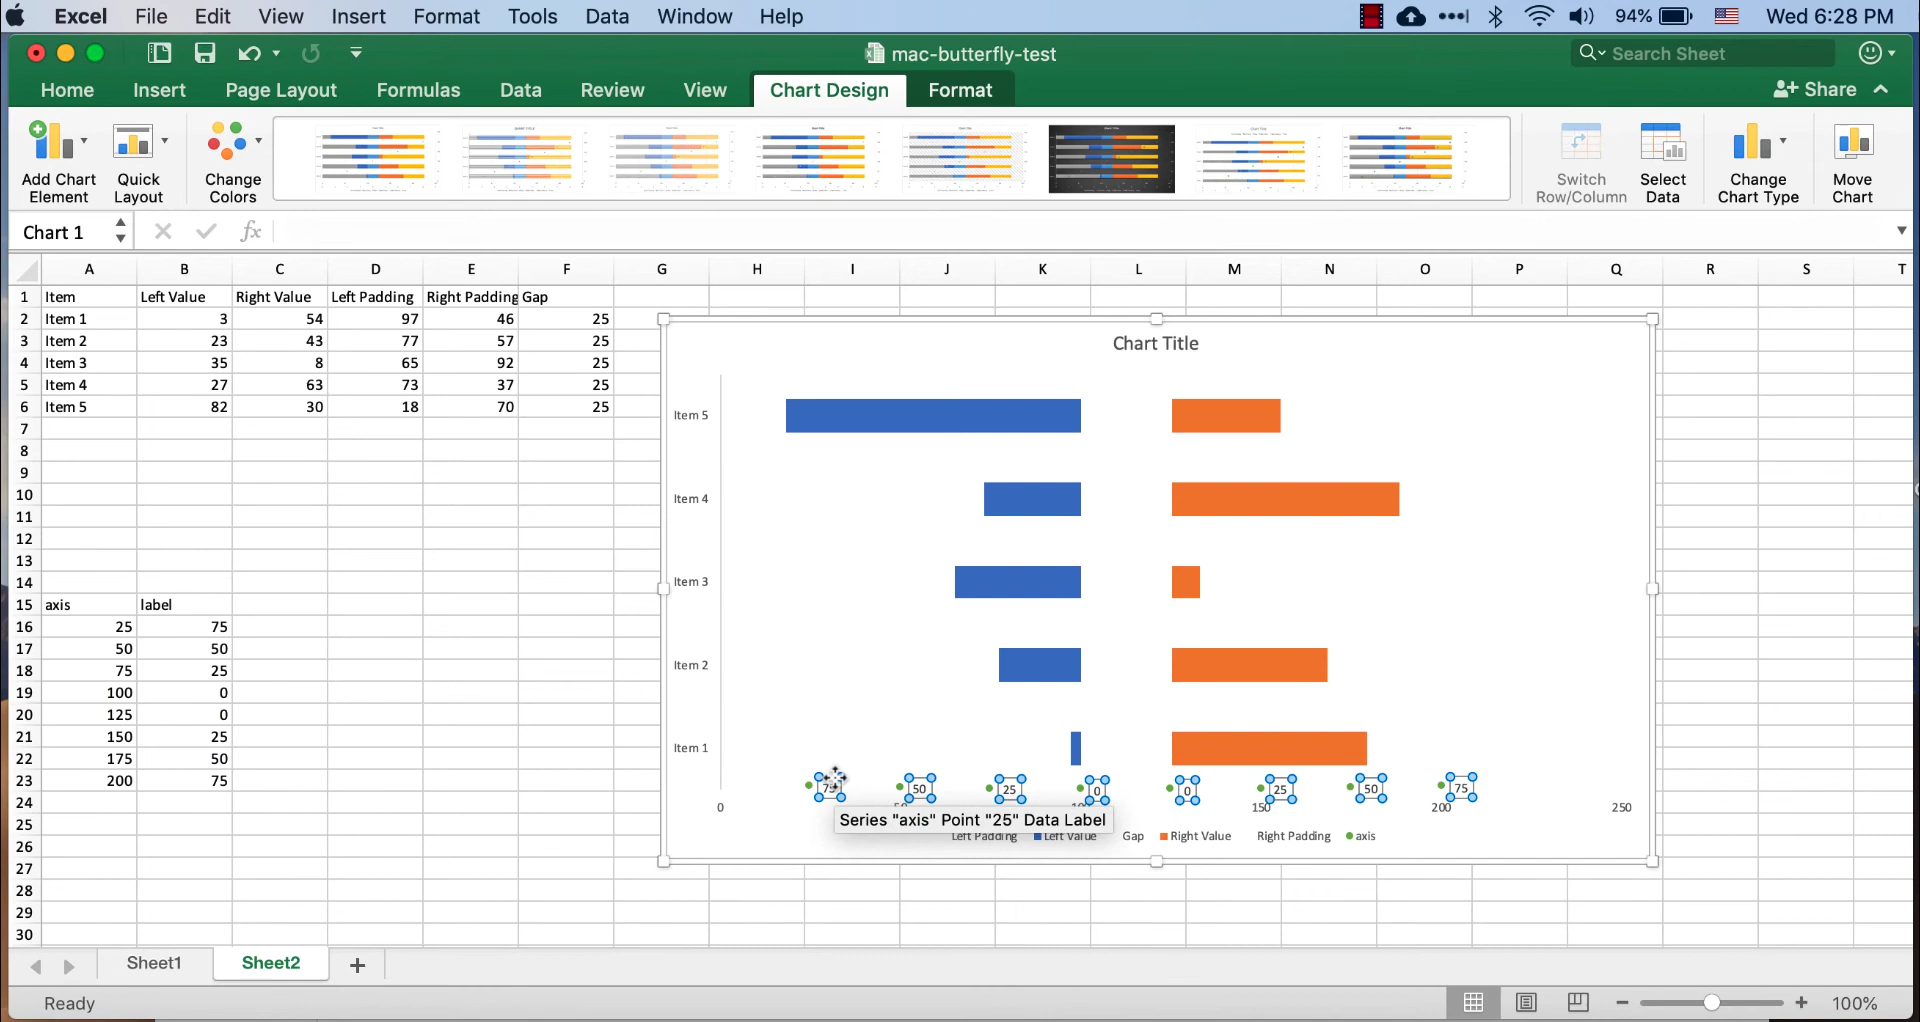 Excel File Edit View Insert Format Tools Data Window Help 94% Wed 6:28 PM
mac-butterfly-test
Search Sheet
Home Insert Page Layout Formulas Data Review View Chart Design Format Share
Add Chart Element
Quick Layout
Change Colors
Switch Row/Column
Select Data
Change Chart Type
Move Chart
Chart 1 fx
A B C D E F G H I J K L M N O P Q R S T
1 Item Left Value Right Value Left Padding Right Padding Gap
2 Item 1 3 54 97 46 25
3 Item 2 23 43 77 57 25
4 Item 3 35 8 65 92 25
5 Item 4 27 63 73 37 25
6 Item 5 82 30 18 70 25
7
8
9
10
11
12
13
14
15 axis label
16 25 75
17 50 50
18 75 25
19 100 0
20 125 0
21 150 25
22 175 50
23 200 75
24
25
26
27
28
29
30
Chart Title
Item 5
Item 4
Item 3
Item 2
Item 1
75 50 25 0 0 25 50 75
0 150 200 250
Series "axis" Point "25" Data Label
Left Padding Left Value Gap Right Value Right Padding axis
Sheet1 Sheet2 +
Ready 100%